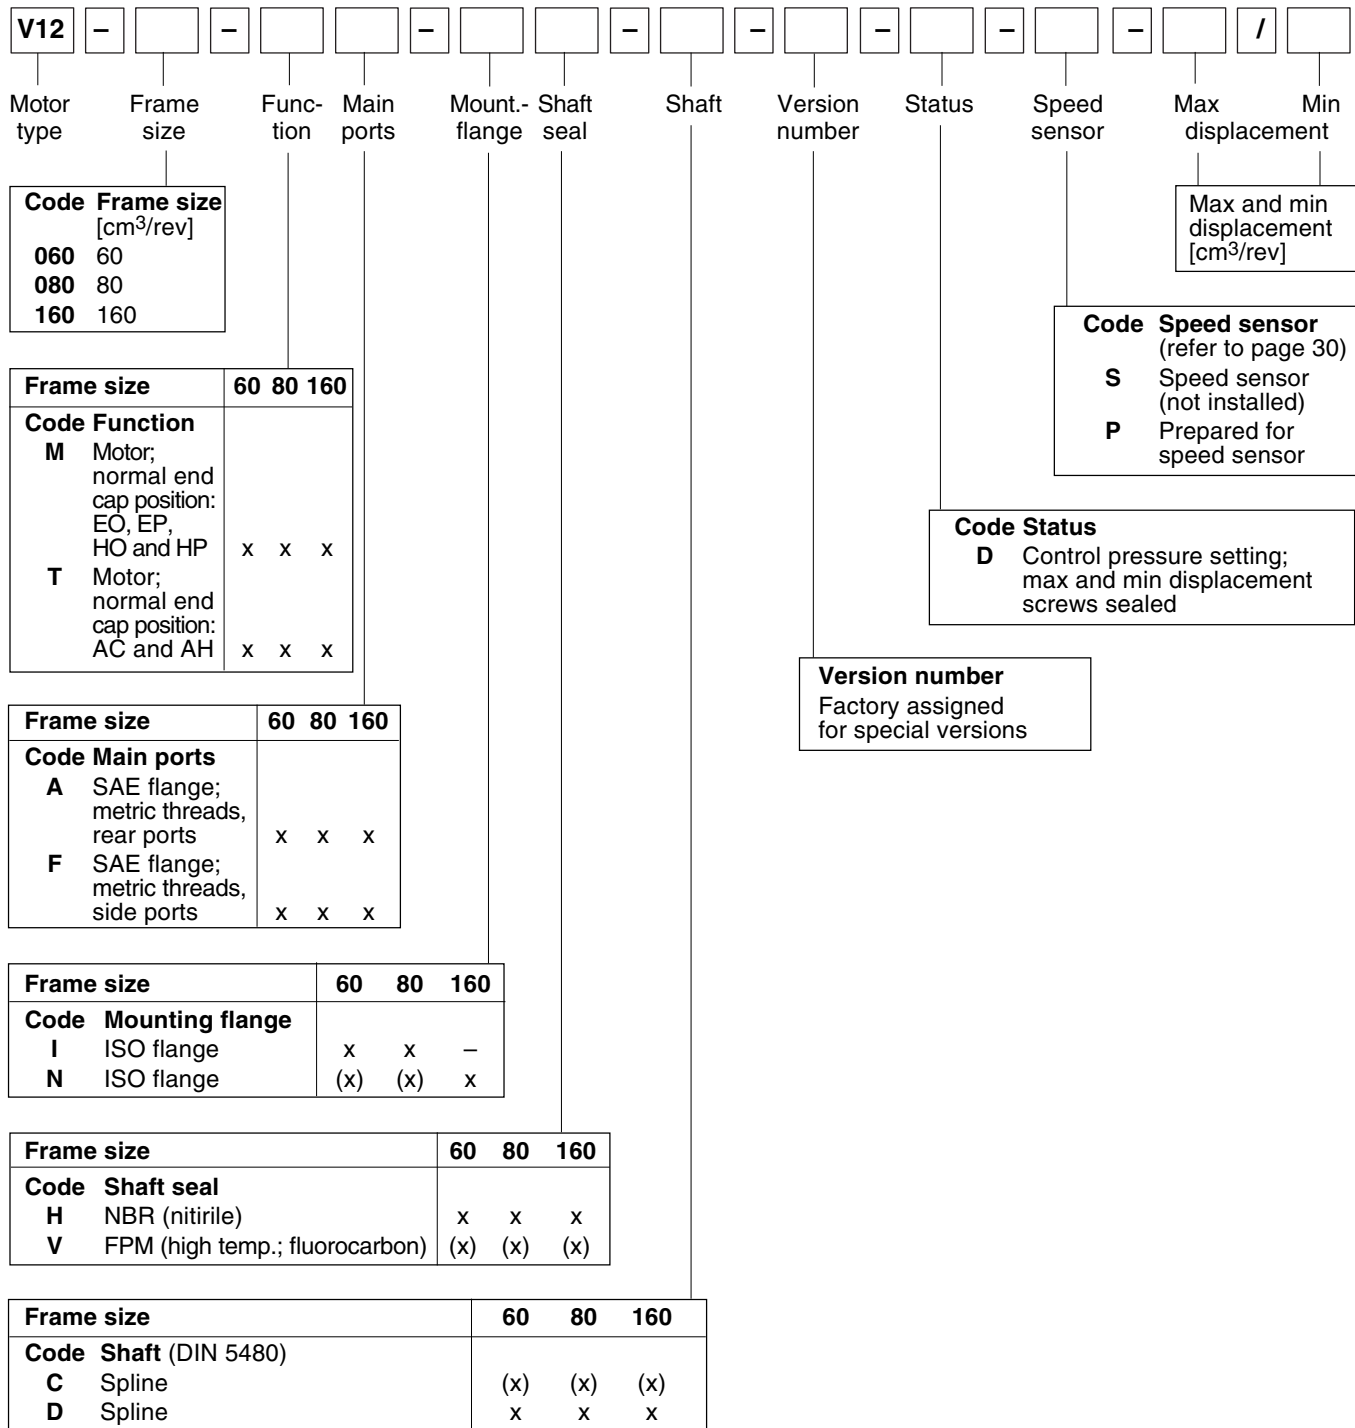 V12 – – – – – – – – /
Motor type
Frame size
Func- tion
Main ports
Mount.- flange
Shaft seal
Shaft
Version number
Status
Speed sensor
Max Min
displacement
Code Frame size
[cm3/rev]
060 60
080 80
160 160
Max and min
displacement
[cm3/rev]
Code Speed sensor
(refer to page 30)
S Speed sensor
(not installed)
P Prepared for
speed sensor
Frame size 60 80 160
Code Function
M Motor;
normal end
cap position:
EO, EP,
HO and HP x x x
T Motor;
normal end
cap position:
AC and AH x x x
Code Status
D Control pressure setting;
max and min displacement
screws sealed
Version number
Factory assigned
for special versions
Frame size 60 80 160
Code Main ports
A SAE flange;
metric threads,
rear ports x x x
F SAE flange;
metric threads,
side ports x x x
Frame size 60 80 160
Code Mounting flange
I ISO flange x x –
N ISO flange (x) (x) x
Frame size 60 80 160
Code Shaft seal
H NBR (nitirile) x x x
V FPM (high temp.; fluorocarbon) (x) (x) (x)
Frame size 60 80 160
Code Shaft (DIN 5480)
C Spline (x) (x) (x)
D Spline x x x